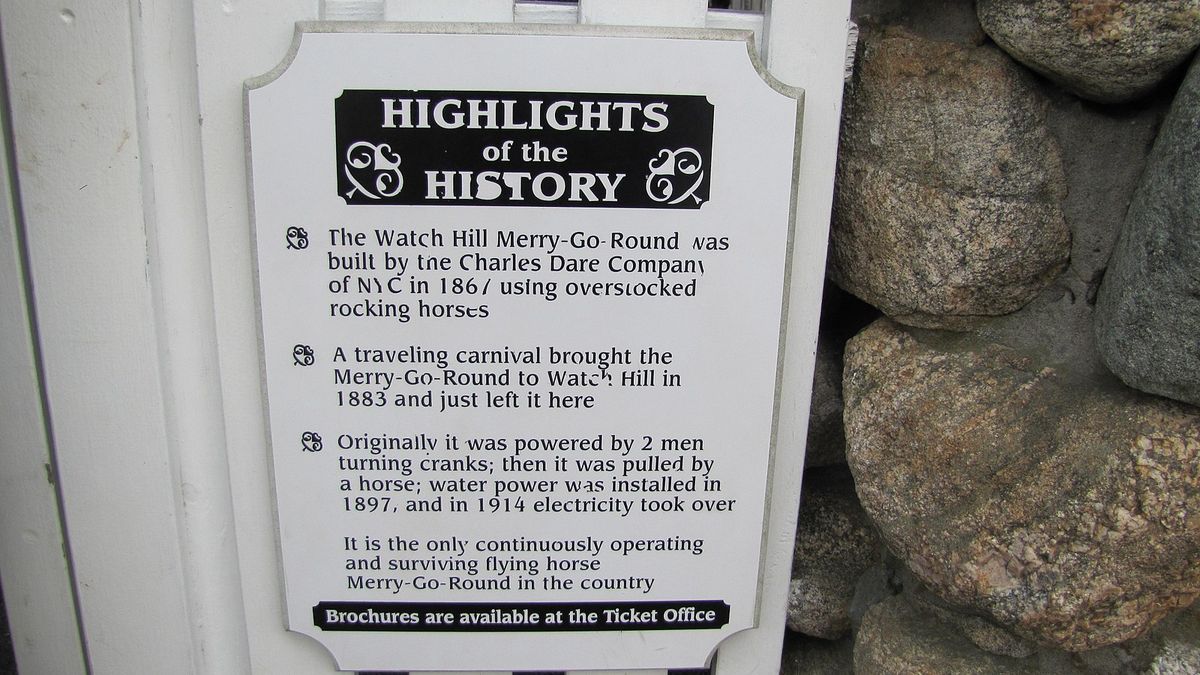 HIGHLIGHTS
of the
HISTORY
The Watch Hill Merry-Go-Round was
built by the Charles Dare Company
of NYC in 1867 using overstocked
rocking horses
A traveling carnival brought the
Merry-Go-Round to Watch Hill in
1883 and just left it here
Originally it was powered by 2 men
turning cranks; then it was pulled by
a horse; water power was installed in
1897, and in 1914 electricity took over
It is the only continuously operating
and surviving flying horse
Merry-Go-Round in the country
Brochures are available at the Ticket Office